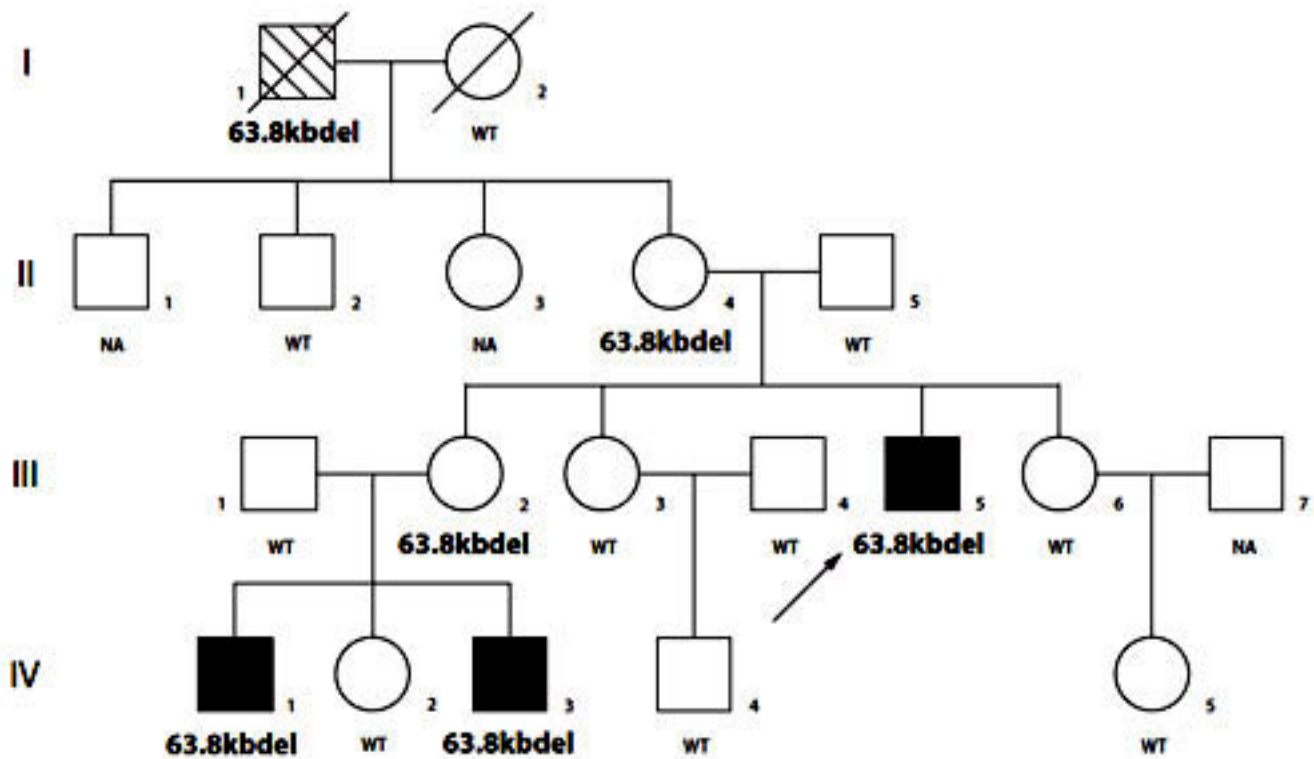 I
1 2
63.8kbdel WT
II
1 2 3 4 5
NA WT NA 63.8kbdel WT
III
1 2 3 4 5 6 7
WT 63.8kbdel WT WT 63.8kbdel WT NA
IV
1 2 3 4 5
63.8kbdel WT 63.8kbdel WT WT